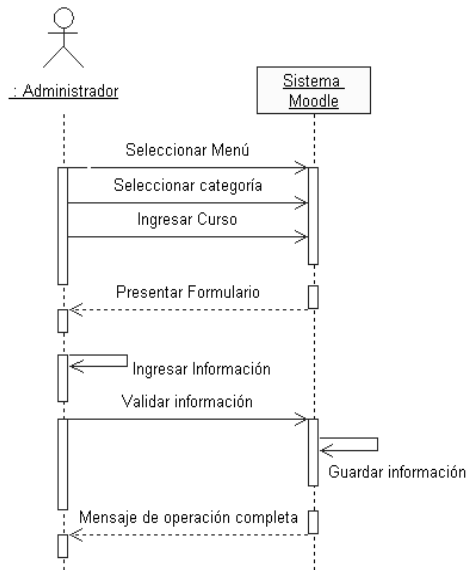 : Administrador
Sistema
Moodle
Seleccionar Menú
Seleccionar categoría
Ingresar Curso
Presentar Formulario
Ingresar Información
Validar información
Guardar información
Mensaje de operación completa